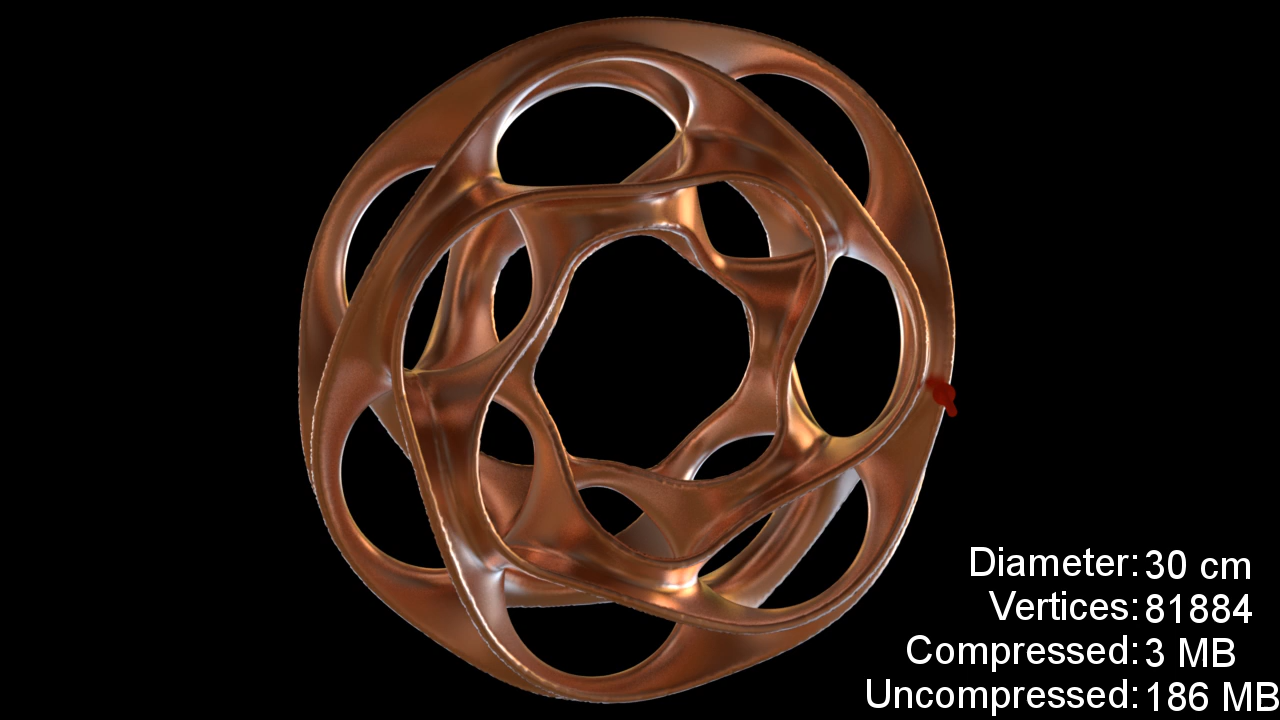 Diameter: 30 cm
Vertices: 81884
Compressed: 3 MB
Uncompressed: 186 MB